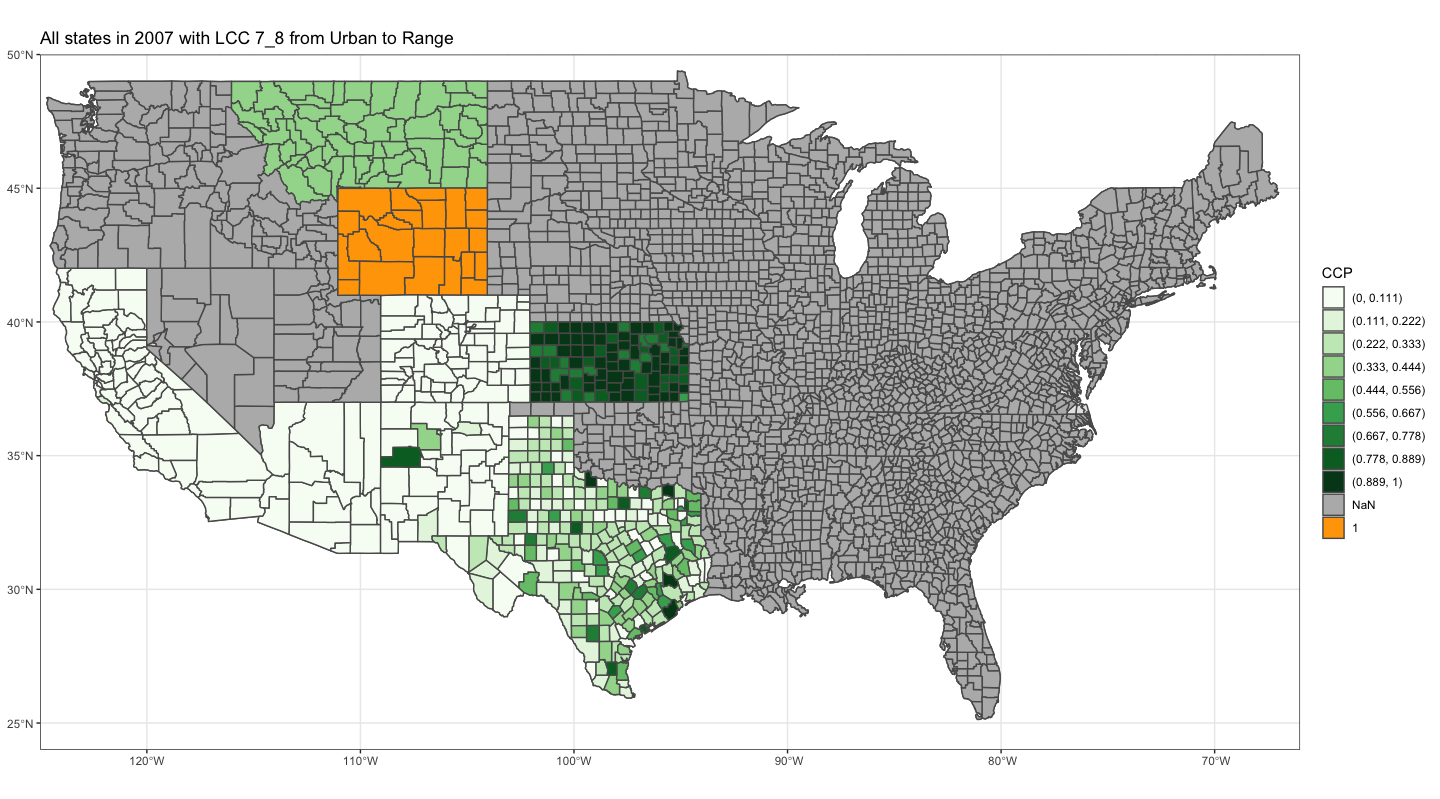 All states in 2007 with LCC 7_8 from Urban to Range
50°N
45°N
40°N
35°N
30°N
25°N
120°W
110°W
100°W
90°W
80°W
70°W
CCP
(0, 0.111)
(0.111, 0.222)
(0.222, 0.333)
(0.333, 0.444)
(0.444, 0.556)
(0.556, 0.667)
(0.667, 0.778)
(0.778, 0.889)
(0.889, 1)
NaN
1